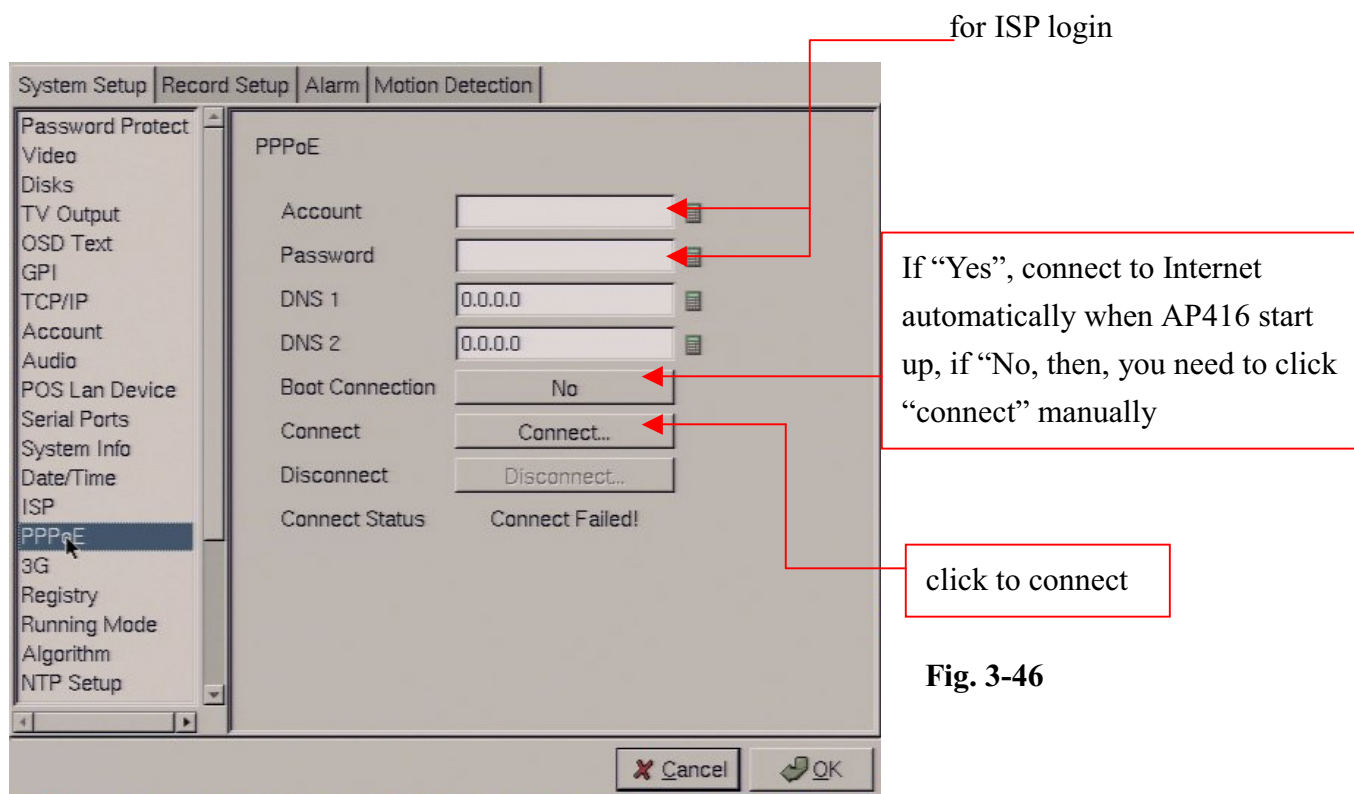 for ISP login
System Setup Record Setup Alarm Motion Detection
Password Protect
Video
Disks
TV Output
OSD Text
GPI
TCP/IP
Account
Audio
POS Lan Device
Serial Ports
System Info
Date/Time
ISP
PPPoE
3G
Registry
Running Mode
Algorithm
NTP Setup
PPPoE
Account
Password
DNS 1 0.0.0.0
DNS 2 0.0.0.0
Boot Connection No
Connect Connect...
Disconnect Disconnect...
Connect Status Connect Failed!
If “Yes”, connect to Internet
automatically when AP416 start
up, if “No, then, you need to click
“connect” manually
click to connect
Fig. 3-46
Cancel OK